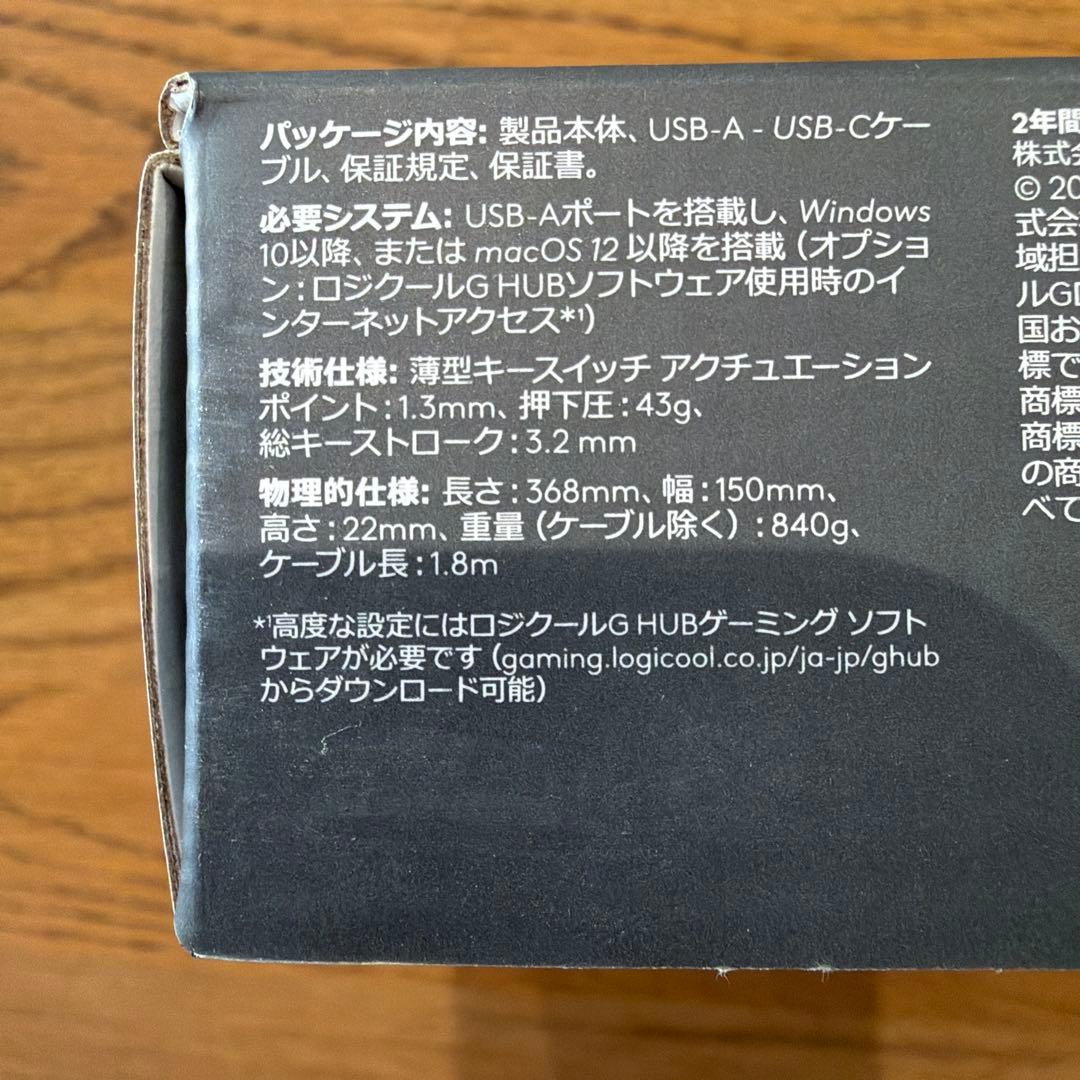 パッケージ内容: 製品本体、USB-A - USB-Cケー
ブル、保証規定、保証書。
必要システム: USB-Aポートを搭載し、Windows
10以降、または macOS 12 以降を搭載 (オプショ
ン : ロジクールG HUBソフトウェア使用時のイ
ンターネットアクセス*¹)
技術仕様: 薄型キースイッチ アクチュエーション
ポイント : 1.3mm、押下圧 : 43g、
総キーストローク : 3.2 mm
物理的仕様: 長さ : 368mm、幅 : 150mm、
高さ : 22mm、重量 (ケーブル除く) : 840g、
ケーブル長 : 1.8m
*¹高度な設定にはロジクールG HUBゲーミング ソフト
ウェアが必要です (gaming.logicool.co.jp/ja-jp/ghub
からダウンロード可能)
2年間
株式会
© 20
式会
域担
ルG
国お
標で
商標
商標
の商
べて